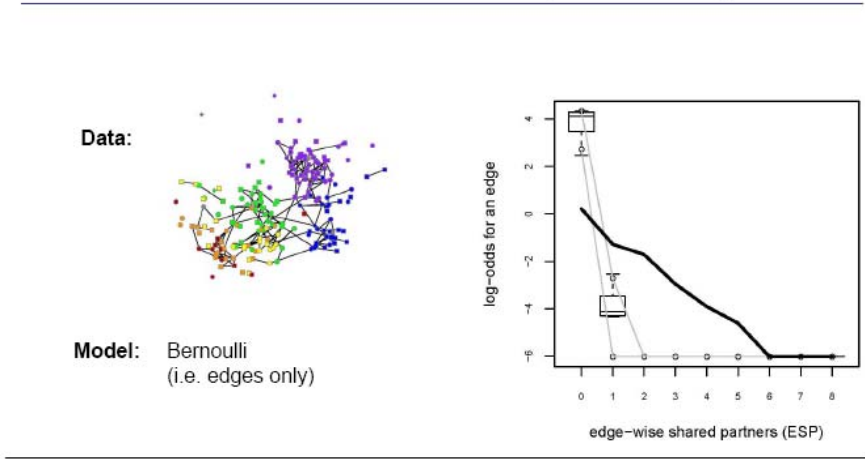 Data:
Model: Bernoulli
(i.e. edges only)
log-odds for an edge
4
2
0
-2
-4
-6
0 1 2 3 4 5 6 7 8
edge-wise shared partners (ESP)